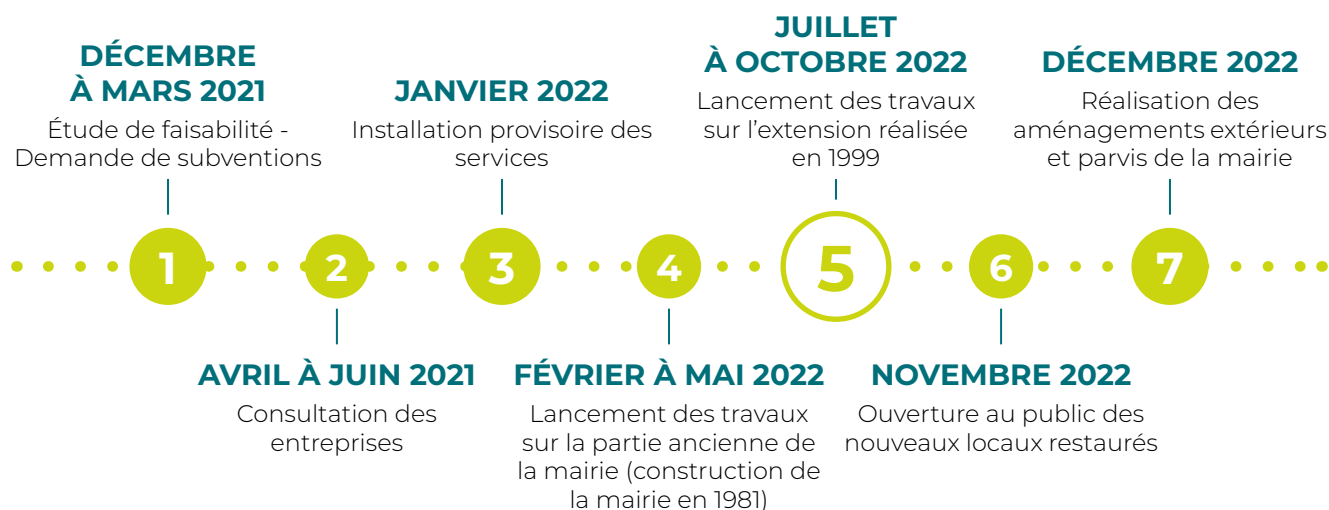 DÉCEMBRE
À MARS 2021
Étude de faisabilité -
Demande de subventions
1
2
AVRIL À JUIN 2021
Consultation des
entreprises
JANVIER 2022
Installation provisoire des
services
3
4
FÉVRIER À MAI 2022
Lancement des travaux
sur la partie ancienne de
la mairie (construction de
la mairie en 1981)
JUILLET
À OCTOBRE 2022
Lancement des travaux
sur l’extension réalisée
en 1999
5
6
NOVEMBRE 2022
Ouverture au public des
nouveaux locaux restaurés
DÉCEMBRE 2022
Réalisation des
aménagements extérieurs
et parvis de la mairie
7